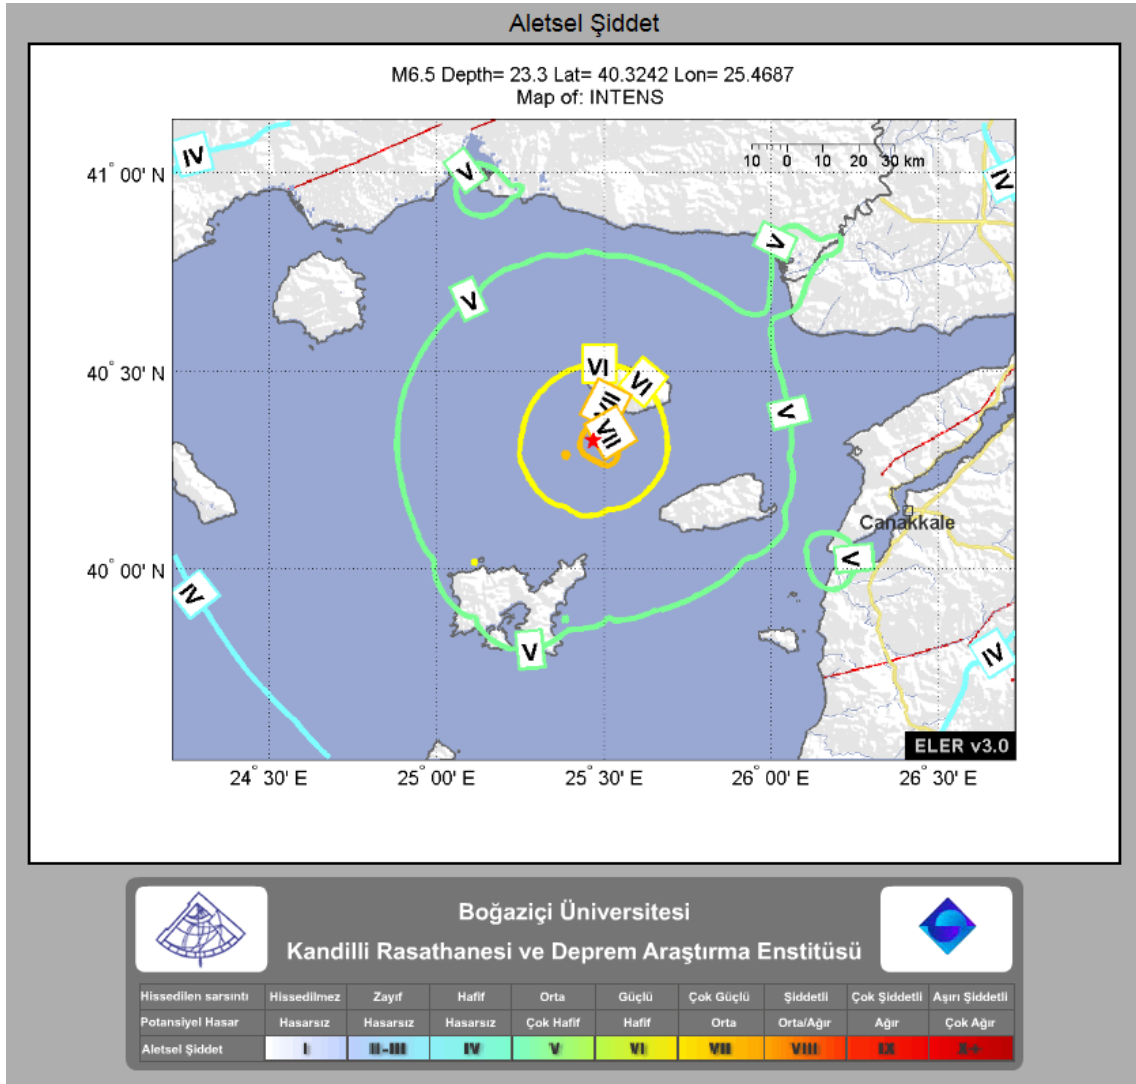 Aletsel Şiddet
M6.5 Depth= 23.3 Lat= 40.3242 Lon= 25.4687
Map of: INTENS
10 0 10 20 30 km
41° 00' N
40° 30' N
40° 00' N
IV
V
IV
V
V
VI
VI
VII
VII
V
Canakkale
V
IV
V
IV
ELER v3.0
24° 30' E 25° 00' E 25° 30' E 26° 00' E 26° 30' E
Boğaziçi Üniversitesi
Kandilli Rasathanesi ve Deprem Araştırma Enstitüsü
Hissedilen sarsıntı Hissedilmez Zayıf Hafif Orta Güçlü Çok Güçlü Şiddetli Çok Şiddetli Aşırı Şiddetli
Potansiyel Hasar Hasarsız Hasarsız Hasarsız Çok Hafif Hafif Orta Orta/Ağır Ağır Çok Ağır
Aletsel Şiddet I II-III IV V VI VII VIII IX X+